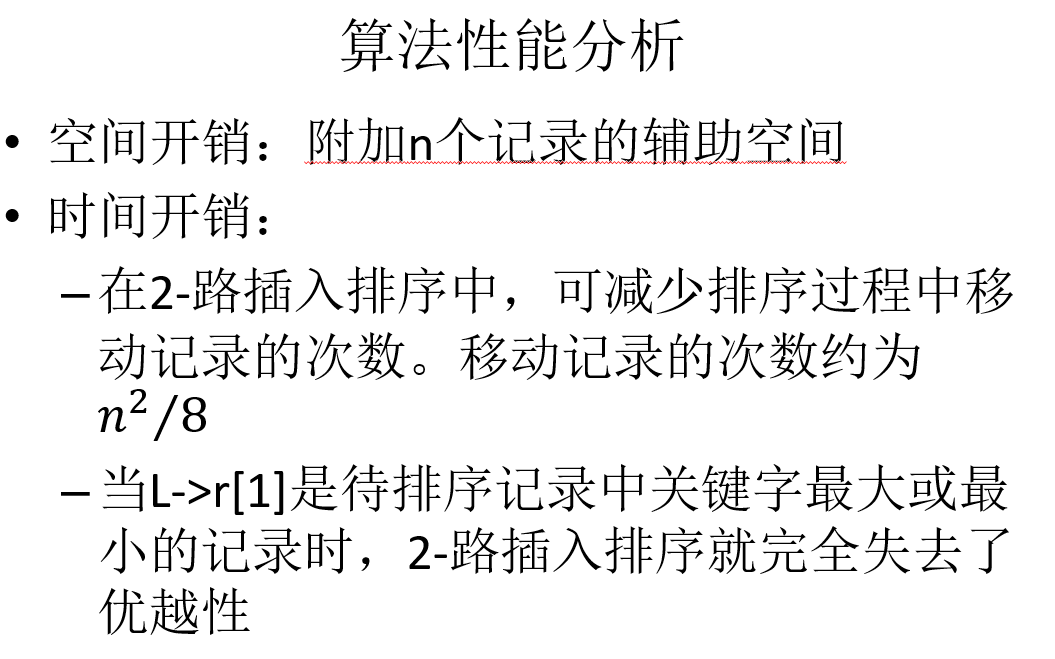 算法性能分析
• 空间开销：附加n个记录的辅助空间
• 时间开销：
– 在2-路插入排序中，可减少排序过程中移
动记录的次数。移动记录的次数约为
n²/8
– 当L->r[1]是待排序记录中关键字最大或最
小的记录时，2-路插入排序就完全失去了
优越性